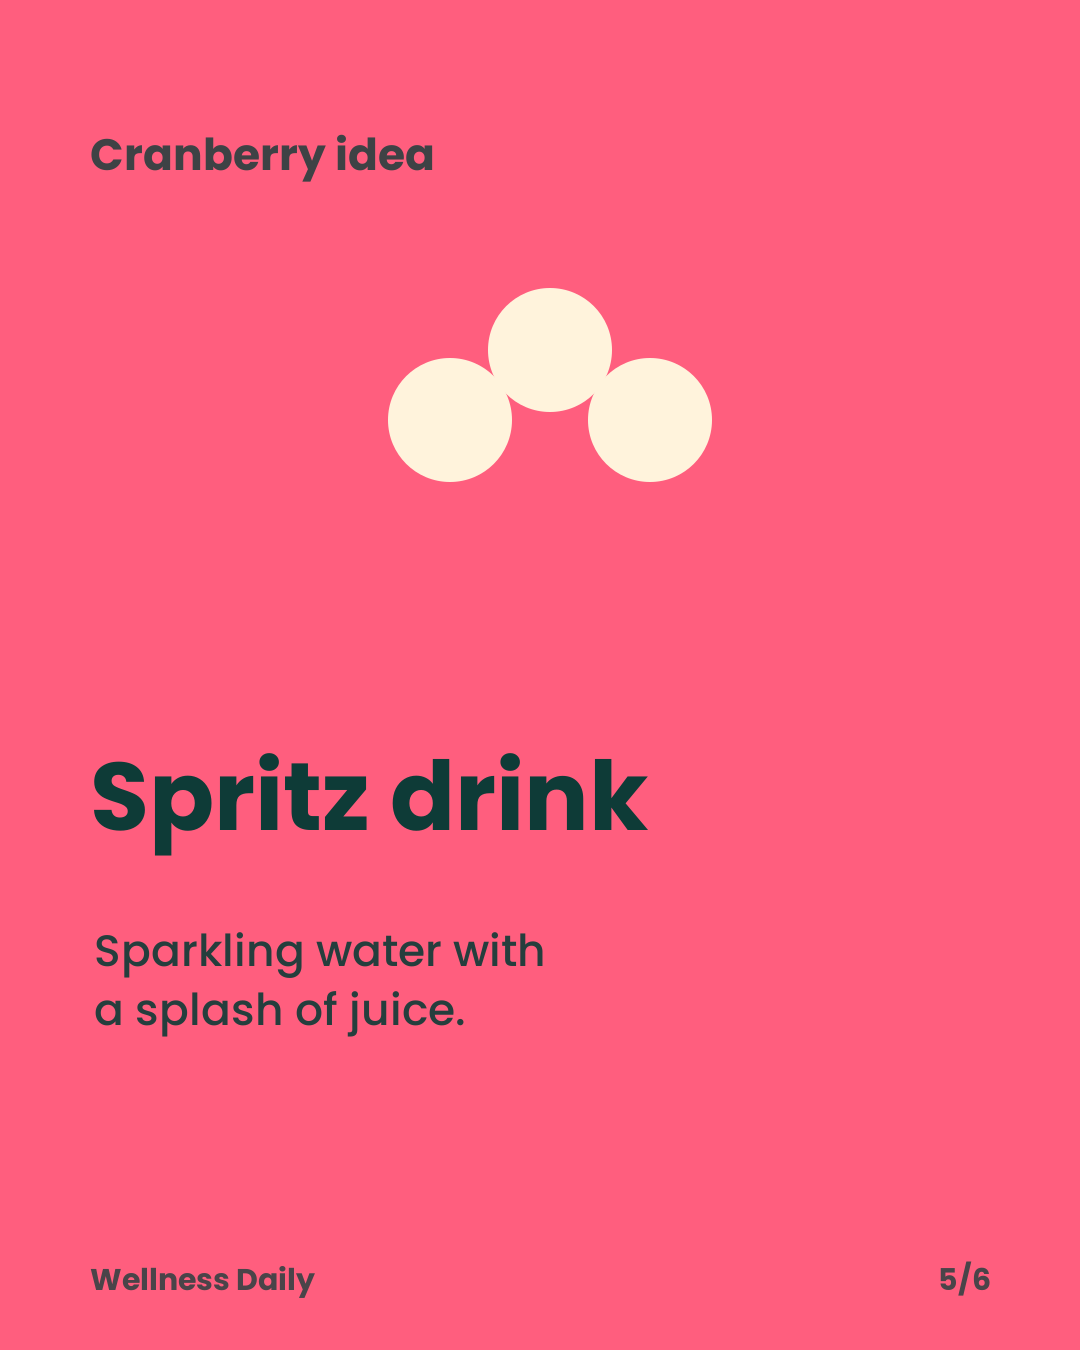 Cranberry idea
Spritz drink
Sparkling water with
a splash of juice.
Wellness Daily
5/6